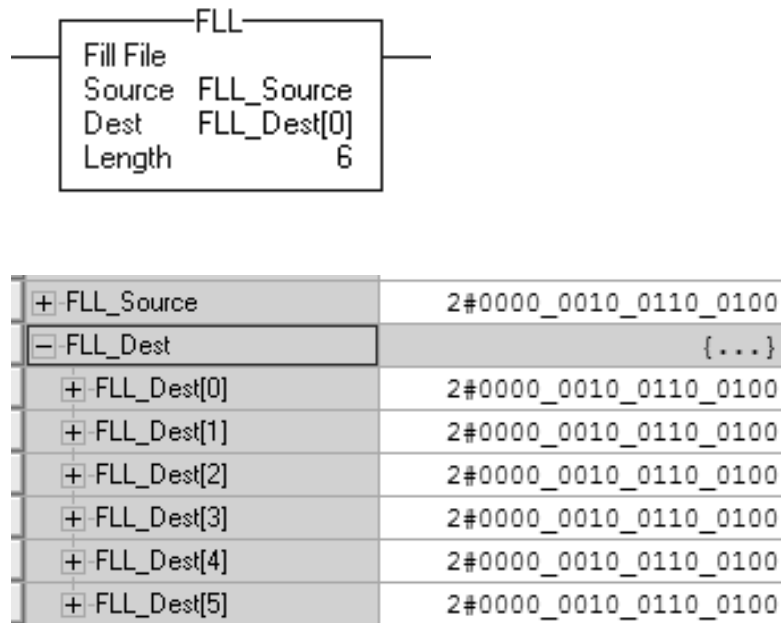 FLL
Fill File
Source FLL_Source
Dest FLL_Dest[0]
Length 6
FLL_Source 2#0000_0010_0110_0100
FLL_Dest {...}
FLL_Dest[0] 2#0000_0010_0110_0100
FLL_Dest[1] 2#0000_0010_0110_0100
FLL_Dest[2] 2#0000_0010_0110_0100
FLL_Dest[3] 2#0000_0010_0110_0100
FLL_Dest[4] 2#0000_0010_0110_0100
FLL_Dest[5] 2#0000_0010_0110_0100